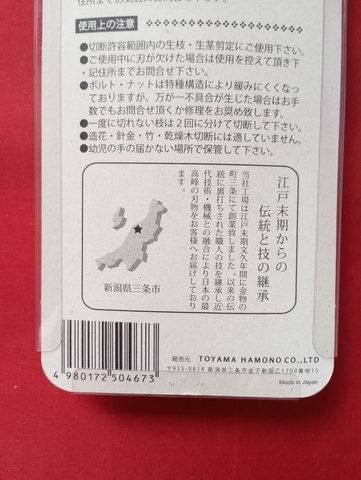 使用上の注意
●切断許容範囲内の生枝・生茎剪定にご使用下さい。
●ご使用中に刃が欠けた場合は使用を控えて頂き下
記住所までお問合せ下さい。
●ボルト・ナットは特種構造により緩みにくくなっ
ておりますが、万が一不具合が生じた場合はお手
数でもお問合せ頂くか修理をお奨め致します。
●一度に切れない枝は2回に分けて切断して下さい。
●造花・針金・竹・乾燥木切断には適していません。
●幼児の手の届かない場所で保管して下さい。
江戸末期からの
伝統と技の継承
当社工場は江戸末期文久年間に金物の
町三条にて創業致しました。以来の伝
統に裏打ちされた職人の技を継承し近
代技術・機械との融合により日本の最
高峰の刃物をお客様へお届けしており
ます。
新潟県三条市
発売元 TOYAMA HAMONO CO.,LTD
〒955-0814 新潟県三条市金子新田乙1700番地15
Made in Japan
4 980172 504673